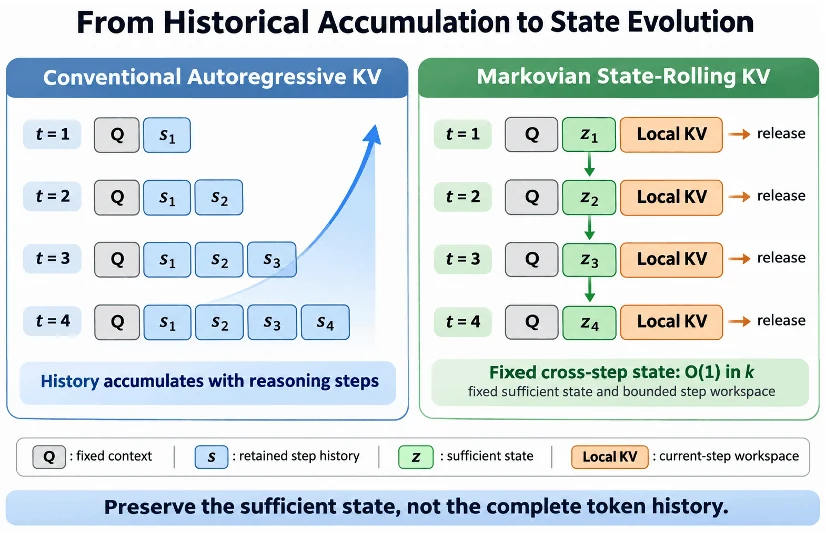 From Historical Accumulation to State Evolution
Conventional Autoregressive KV
t = 1 Q s₁
t = 2 Q s₁ s₂
t = 3 Q s₁ s₂ s₃
t = 4 Q s₁ s₂ s₃ s₄
History accumulates with reasoning steps
Markovian State-Rolling KV
t = 1 Q z₁ Local KV → release
t = 2 Q z₂ Local KV → release
t = 3 Q z₃ Local KV → release
t = 4 Q z₄ Local KV → release
Fixed cross-step state: O(1) in k
fixed sufficient state and bounded step workspace
Q : fixed context | s : retained step history | z : sufficient state | Local KV : current-step workspace
Preserve the sufficient state, not the complete token history.